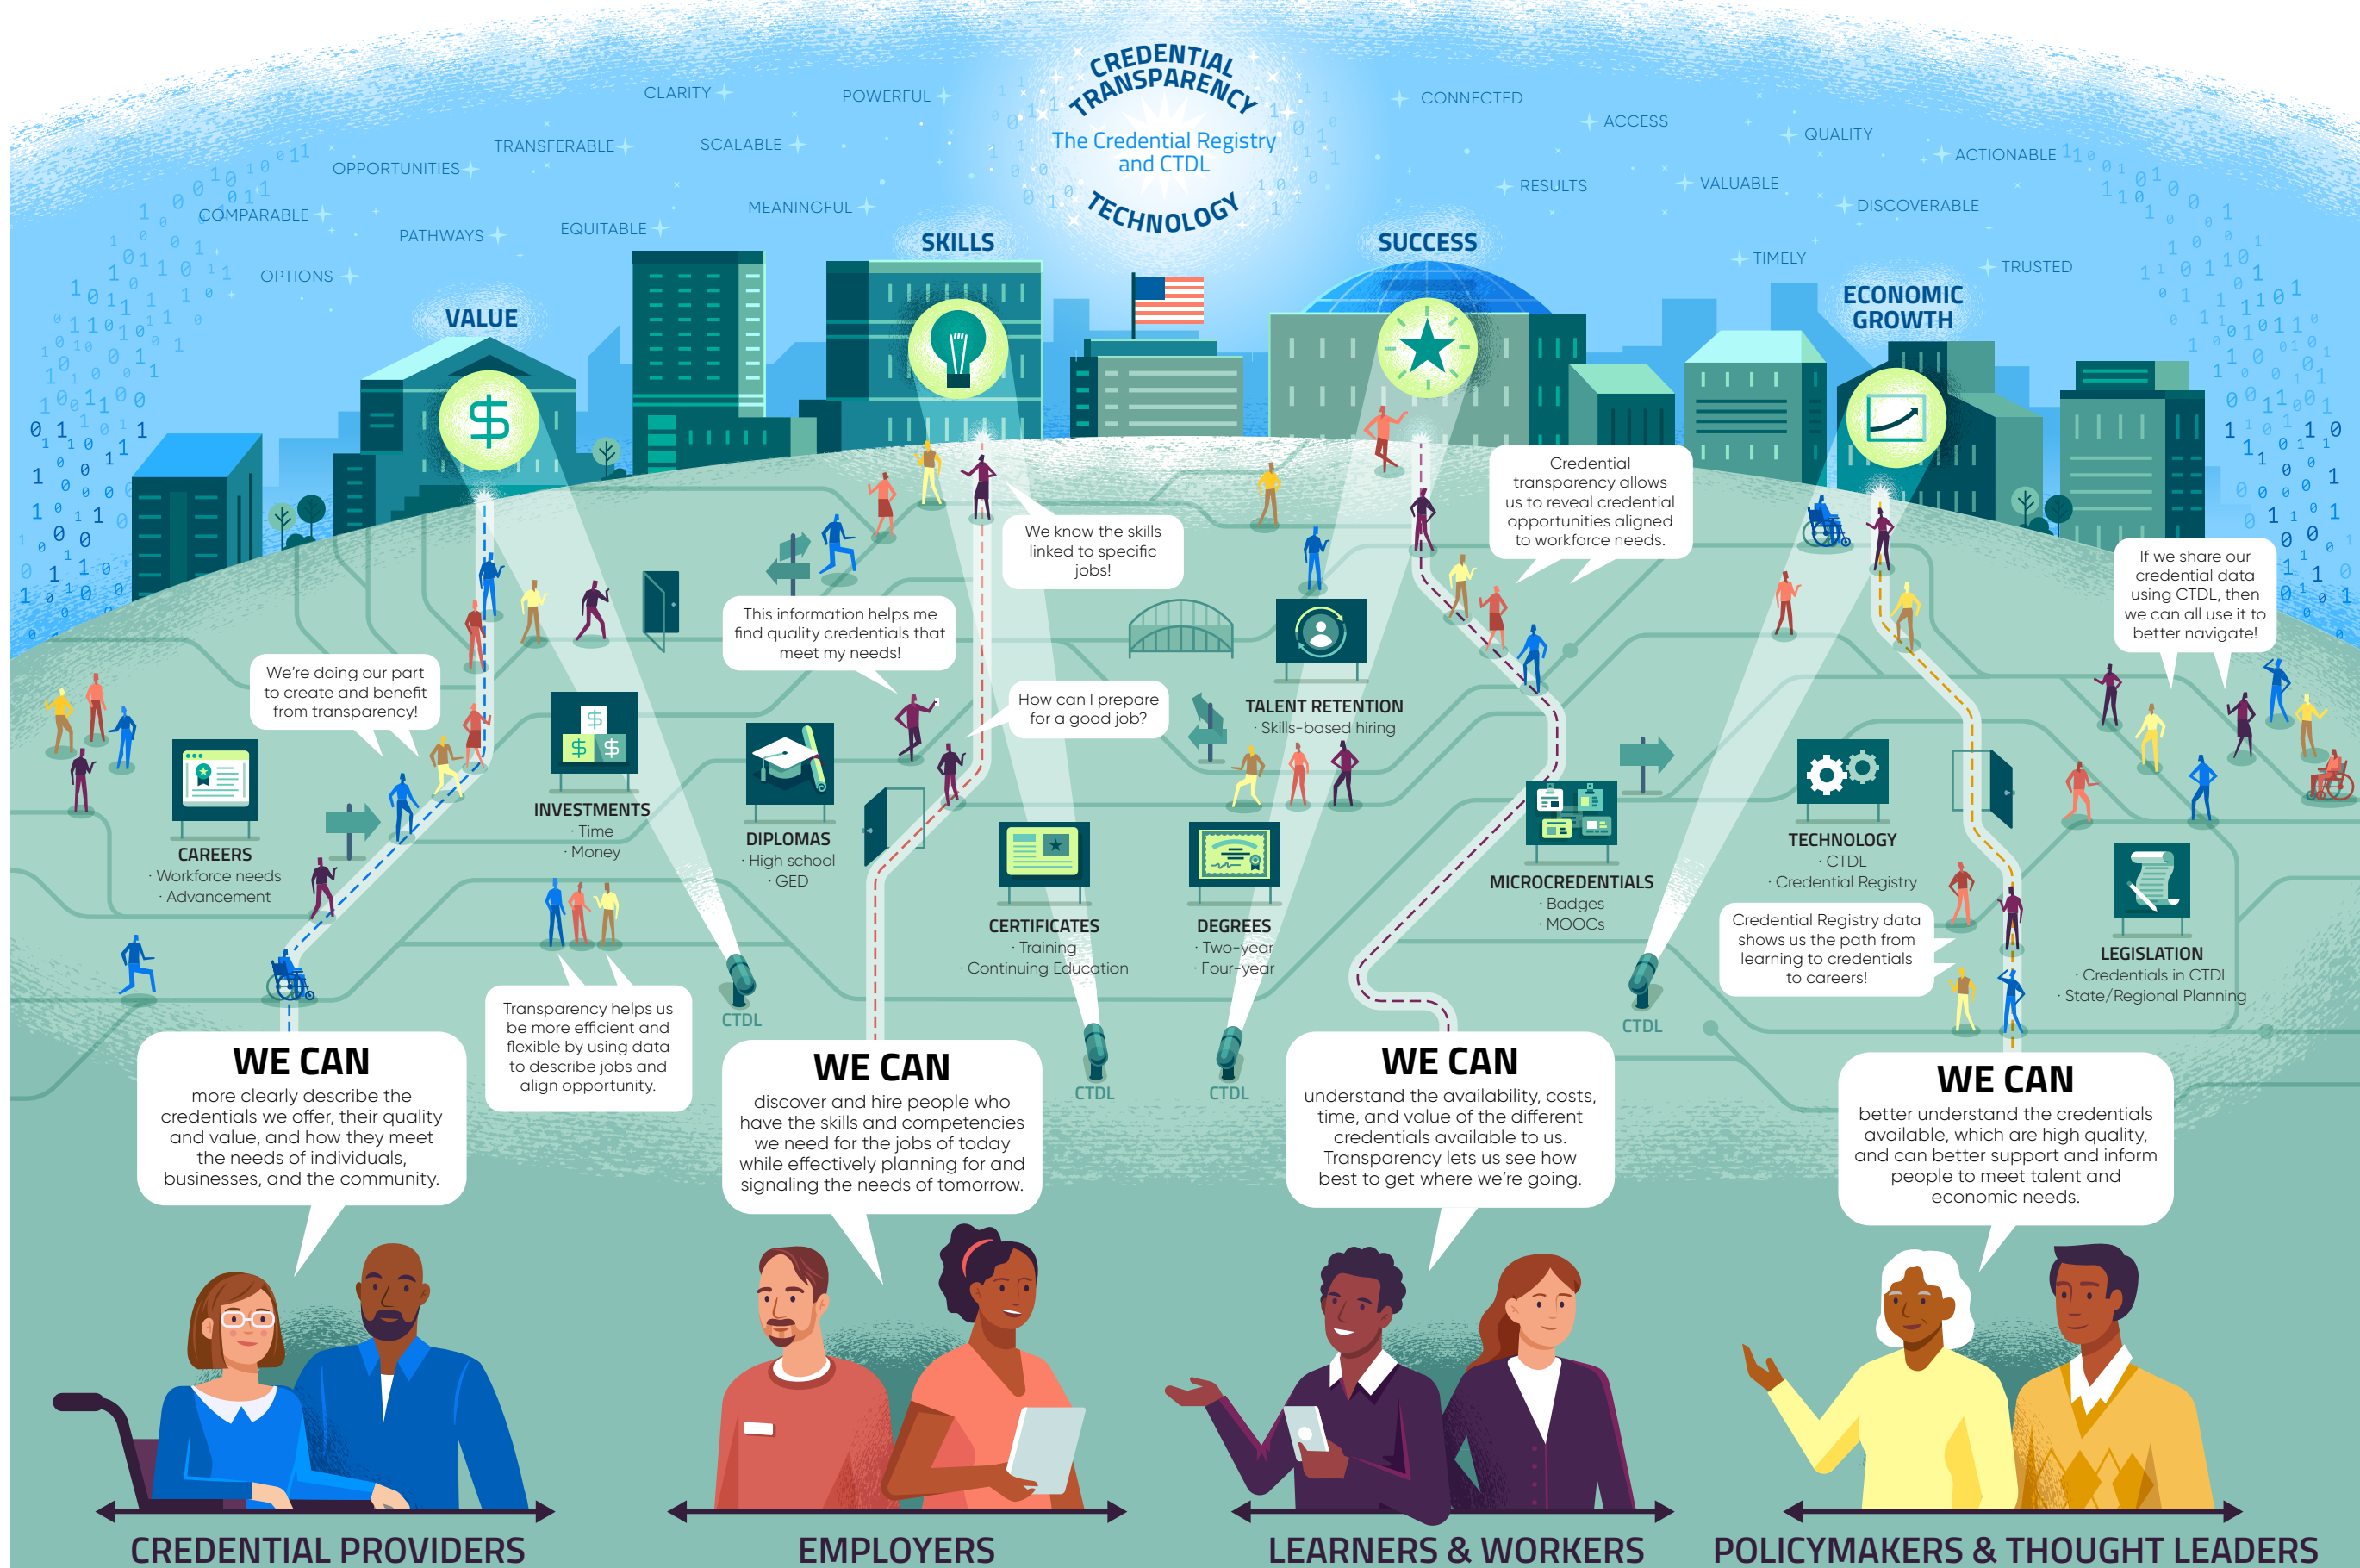 CREDENTIAL
TRANSPARENCY
The Credential Registry
and CTDL
TECHNOLOGY
CLARITY
POWERFUL
TRANSFERABLE
SCALABLE
OPPORTUNITIES
COMPARABLE
MEANINGFUL
PATHWAYS
EQUITABLE
OPTIONS
CONNECTED
ACCESS
QUALITY
ACTIONABLE
RESULTS
VALUABLE
DISCOVERABLE
TIMELY
TRUSTED
VALUE
SKILLS
SUCCESS
ECONOMIC
GROWTH
We know the skills
linked to specific
jobs!
Credential
transparency allows
us to reveal credential
opportunities aligned
to workforce needs.
If we share our
credential data
using CTDL, then
we can all use it to
better navigate!
This information helps me
find quality credentials that
meet my needs!
We're doing our part
to create and benefit
from transparency!
How can I prepare
for a good job?
TALENT RETENTION
· Skills-based hiring
CAREERS
· Workforce needs
· Advancement
INVESTMENTS
· Time
· Money
DIPLOMAS
· High school
· GED
CERTIFICATES
· Training
· Continuing Education
DEGREES
· Two-year
· Four-year
MICROCREDENTIALS
· Badges
· MOOCs
TECHNOLOGY
· CTDL
· Credential Registry
Credential Registry data
shows us the path from
learning to credentials
to careers!
LEGISLATION
· Credentials in CTDL
· State/Regional Planning
Transparency helps us
be more efficient and
flexible by using data
to describe jobs and
align opportunity.
CTDL
CTDL
CTDL
CTDL
WE CAN
more clearly describe the
credentials we offer, their quality
and value, and how they meet
the needs of individuals,
businesses, and the community.
WE CAN
discover and hire people who
have the skills and competencies
we need for the jobs of today
while effectively planning for and
signaling the needs of tomorrow.
WE CAN
understand the availability, costs,
time, and value of the different
credentials available to us.
Transparency lets us see how
best to get where we're going.
WE CAN
better understand the credentials
available, which are high quality,
and can better support and inform
people to meet talent and
economic needs.
CREDENTIAL PROVIDERS
EMPLOYERS
LEARNERS & WORKERS
POLICYMAKERS & THOUGHT LEADERS